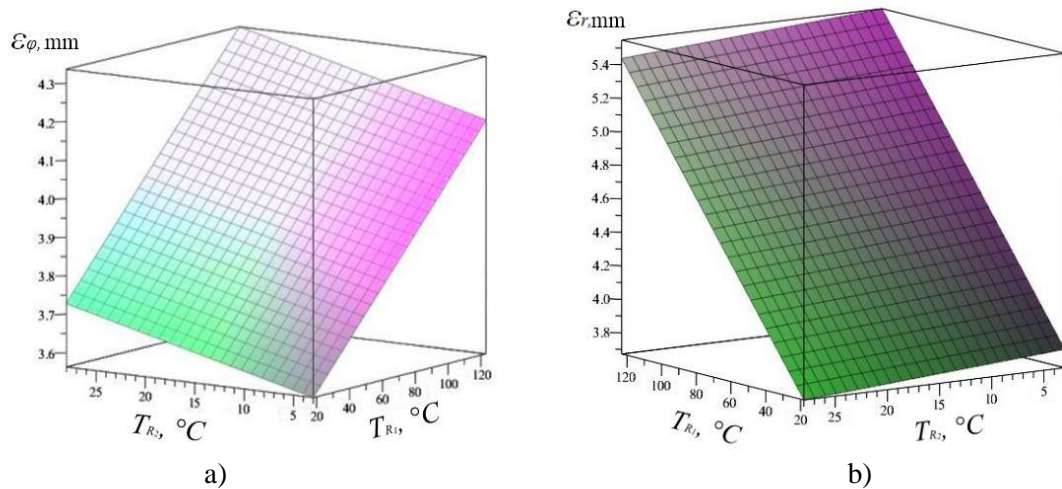 εφ, mm
4.3
4.2
4.1
4.0
3.9
3.8
3.7
3.6
25 20 15 10 5
20 40 60 80 100 120
TR2, °C
TR1, °C
a)
εr,mm
5.4
5.2
5.0
4.8
4.6
4.4
4.2
4.0
3.8
120 100 80 60 40 20
25 20 15 10 5
TR1, °C
TR2, °C
b)